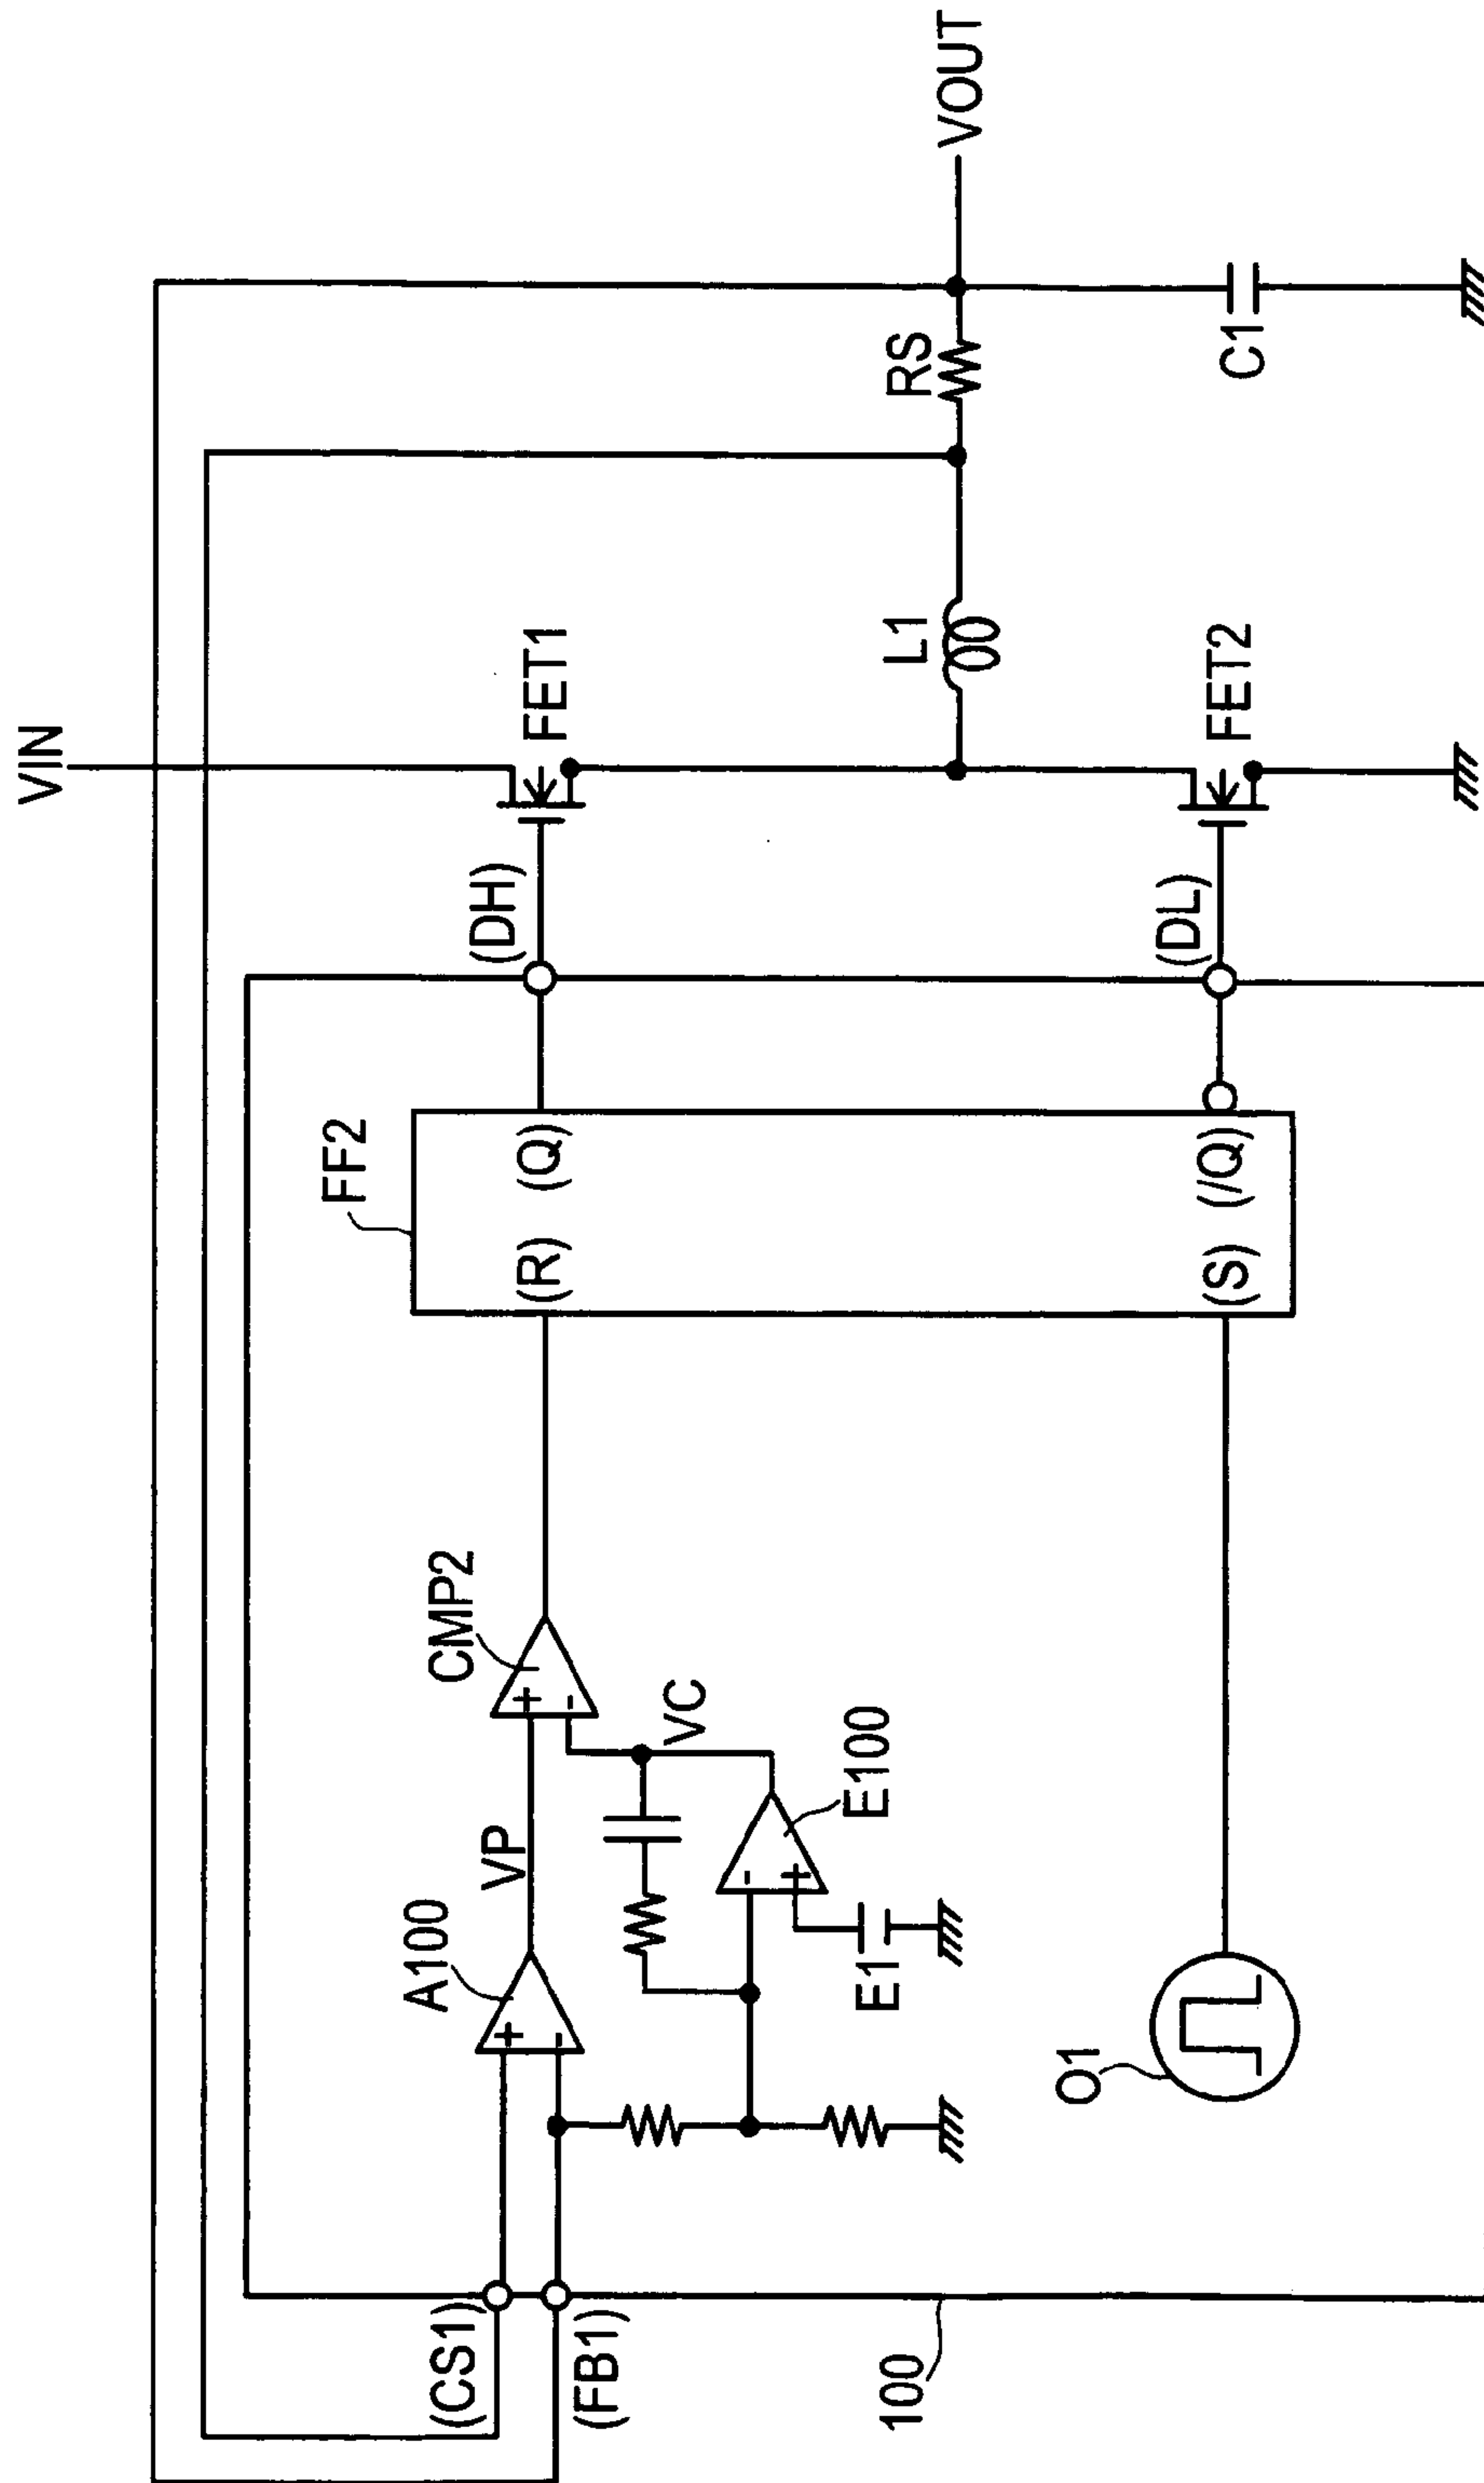 VIN
VOUT
FET1
L1
RS
C1
FET2
(DH)
(DL)
FF2
(R) (Q)
(S) (/Q)
CMP2
+
-
VP
VC
A100
+
-
E100
-
+
E1
O1
(CS1)
(FB1)
100